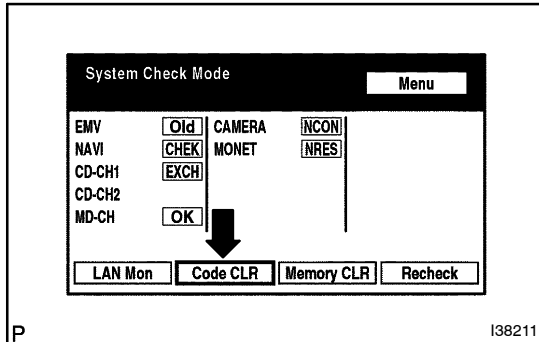 System Check Mode
Menu
EMV Old CAMERA NCON
NAVI CHEK MONET NRES
CD-CH1 EXCH
CD-CH2
MD-CH OK
LAN Mon Code CLR Memory CLR Recheck
P I38211